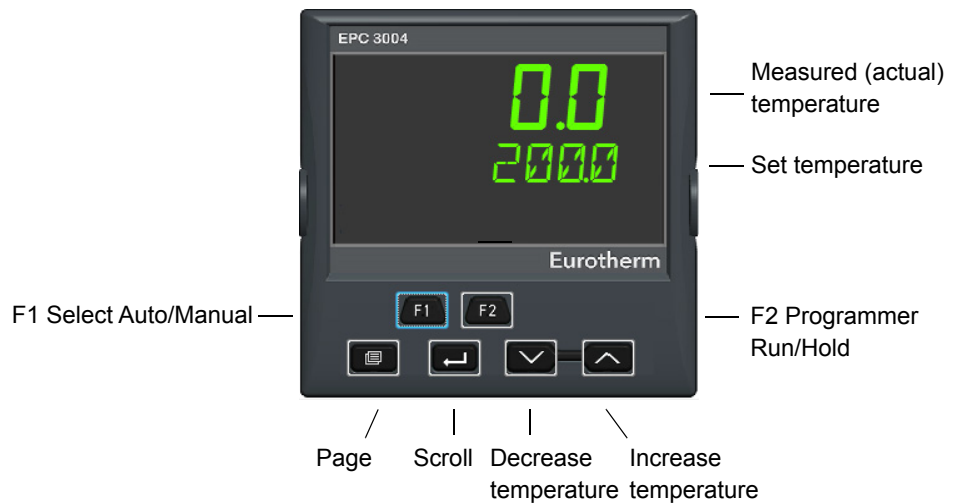 EPC 3004
0.0
Measured (actual)
temperature
200.0
Set temperature
Eurotherm
F1 Select Auto/Manual
F1
F2
F2 Programmer
Run/Hold
Page
Scroll
Decrease
temperature
Increase
temperature